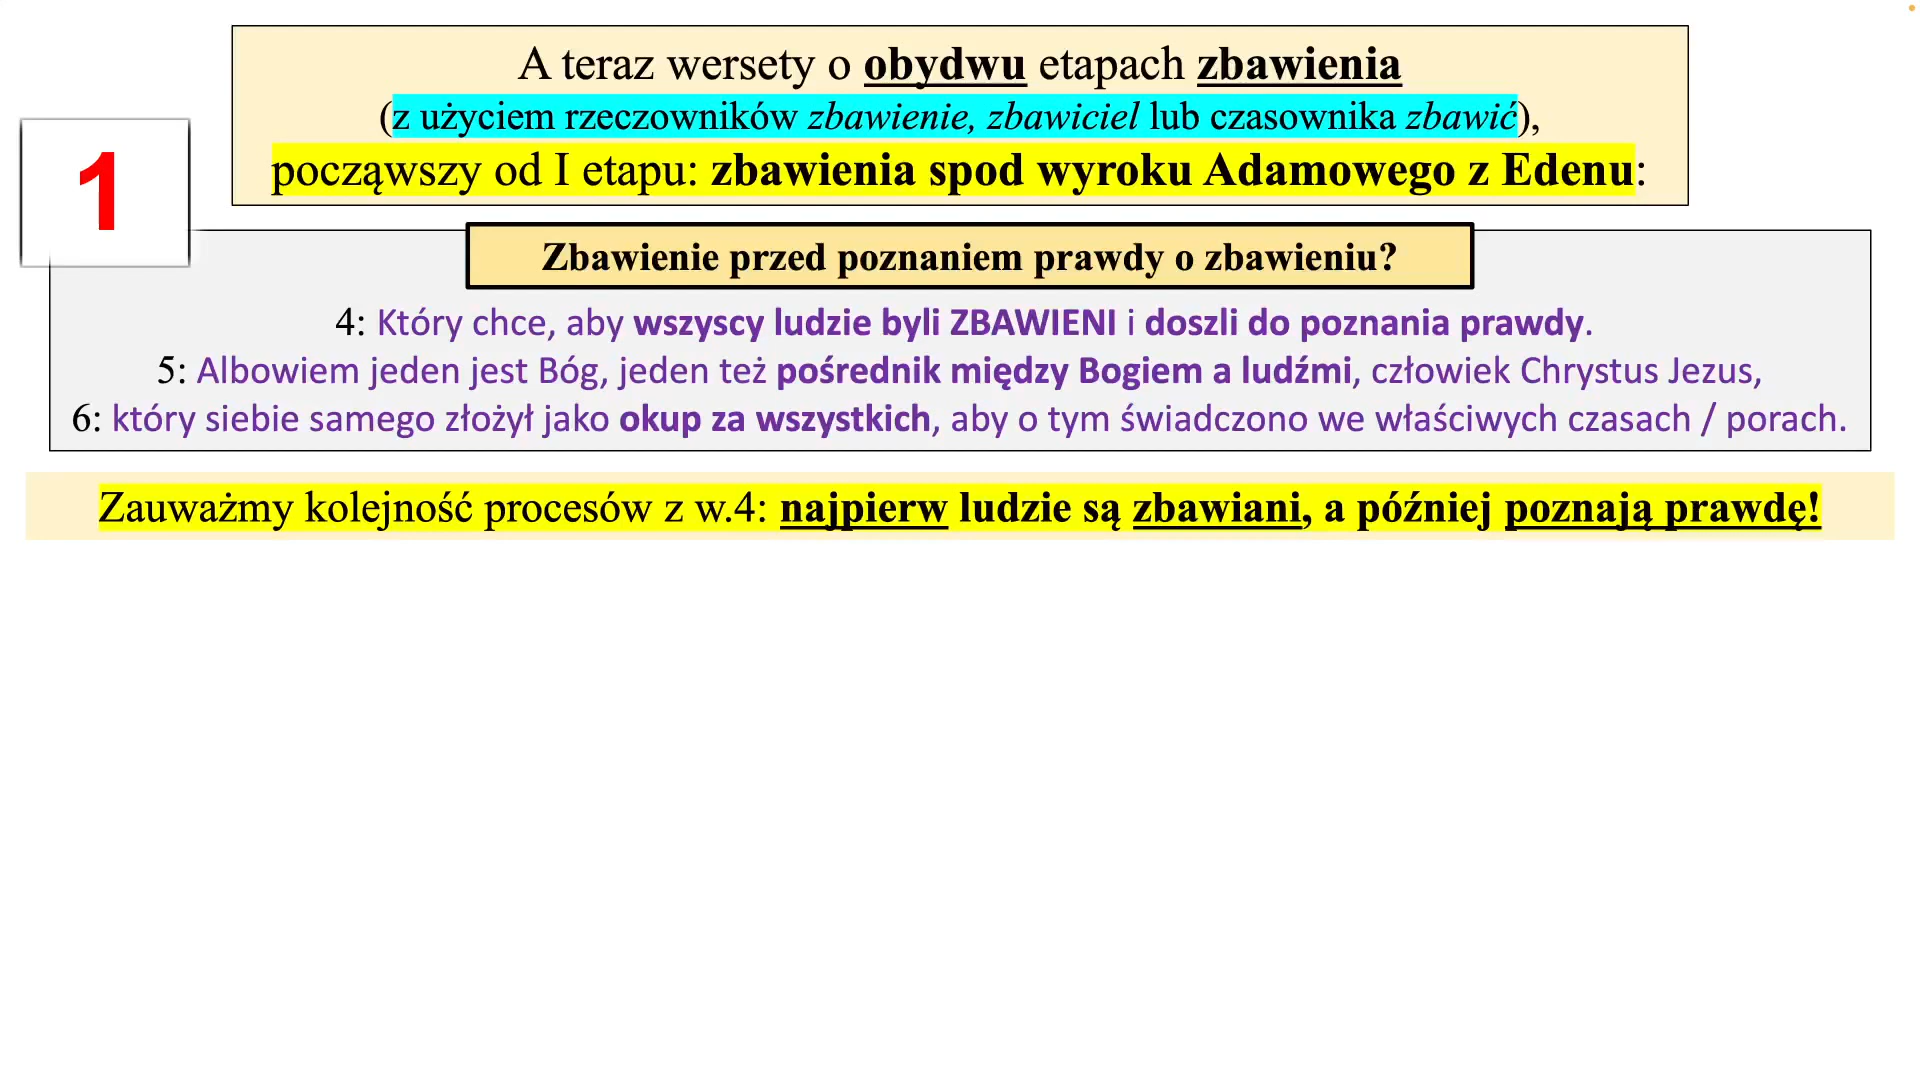 A teraz wersety o obydwu etapach zbawienia
(z użyciem rzeczowników zbawienie, zbawiciel lub czasownika zbawić),
począwszy od I etapu: zbawienia spod wyroku Adamowego z Edenu:
1
Zbawienie przed poznaniem prawdy o zbawieniu?
4: Który chce, aby wszyscy ludzie byli ZBAWIENI i doszli do poznania prawdy.
5: Albowiem jeden jest Bóg, jeden też pośrednik między Bogiem a ludźmi, człowiek Chrystus Jezus,
6: który siebie samego złożył jako okup za wszystkich, aby o tym świadczono we właściwych czasach / porach.
Zauważmy kolejność procesów z w.4: najpierw ludzie są zbawiani, a później poznają prawdę!